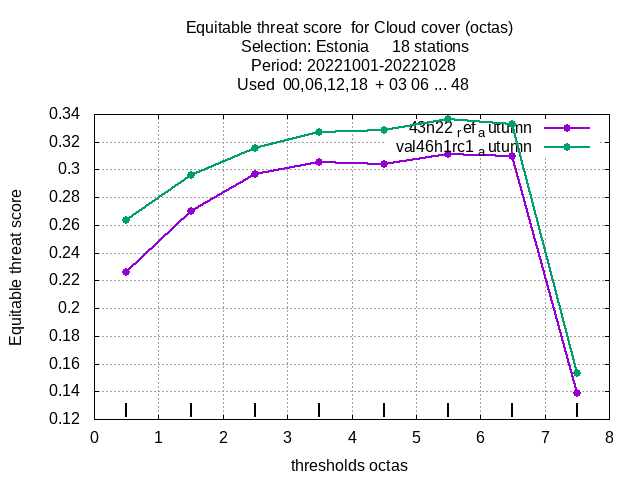 Equitable threat score  for Cloud cover (octas)
Selection: Estonia     18 stations
Period: 20221001-20221028
Used  00,06,12,18  + 03 06 ... 48
0.34
0.32
0.3
0.28
0.26
0.24
0.22
0.2
0.18
0.16
0.14
0.12
0 1 2 3 4 5 6 7 8
Equitable threat score
thresholds octas
43h22 ref autumn
val46h1rc1 autumn